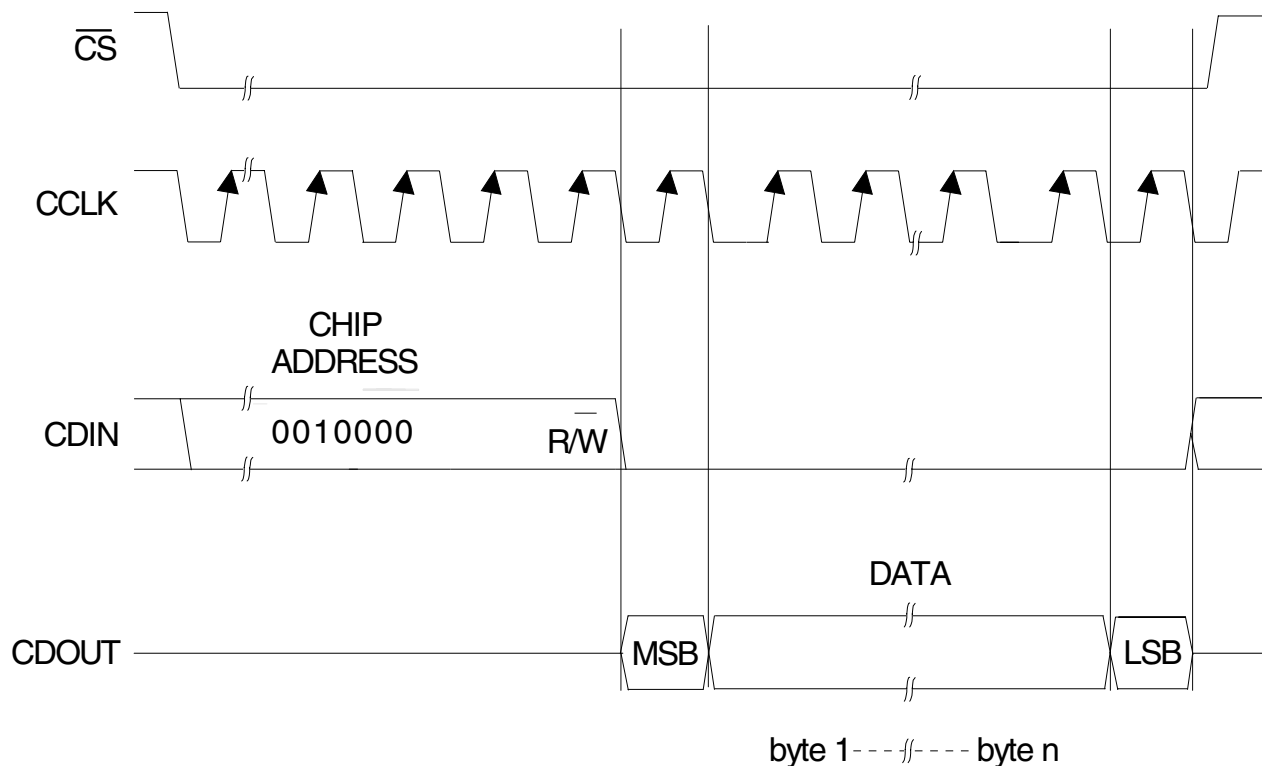 CS
CCLK
CHIP
ADDRESS
CDIN
0010000
R/W
DATA
CDOUT
MSB
LSB
byte 1
byte n